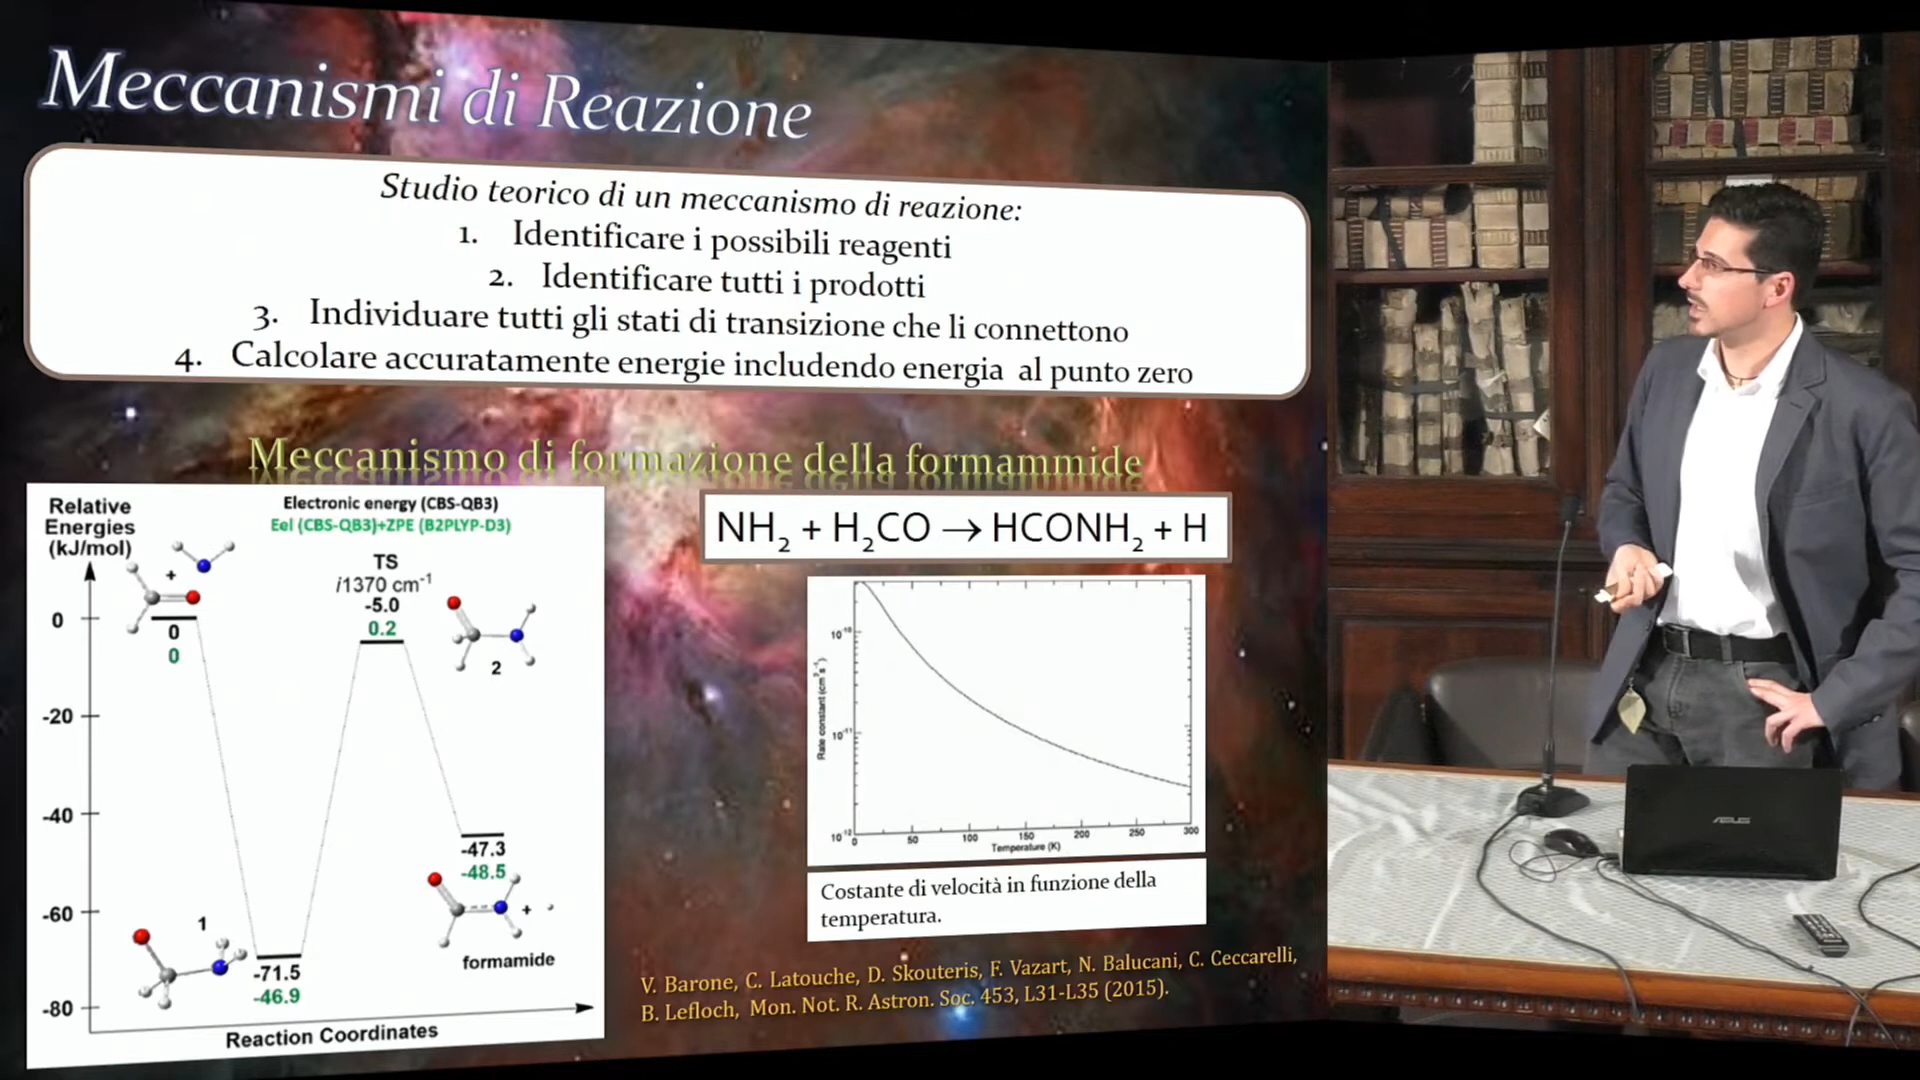 Meccanismi di Reazione
Studio teorico di un meccanismo di reazione:
1. Identificare i possibili reagenti
2. Identificare tutti i prodotti
3. Individuare tutti gli stati di transizione che li connettono
4. Calcolare accuratamente energie includendo energia al punto zero
Meccanismo di formazione della formammide
Relative
Energies
(kJ/mol)
Electronic energy (CBS-QB3)
Eel (CBS-QB3)+ZPE (B2PLYP-D3)
+
TS
i1370 cm⁻¹
-5.0
0.2
0
0
0
2
-20
-40
-47.3
-48.5
-60
+
1
formamide
-71.5
-46.9
-80
Reaction Coordinates
NH₂ + H₂CO → HCONH₂ + H
Rate constant (cm³s⁻¹)
10⁻¹⁰
10⁻¹¹
10⁻¹²
0 50 100 150 200 250 300
Temperature (K)
Costante di velocità in funzione della
temperatura.
V. Barone, C. Latouche, D. Skouteris, F. Vazart, N. Balucani, C. Ceccarelli,
B. Lefloch, Mon. Not. R. Astron. Soc. 453, L31-L35 (2015).
ASUS